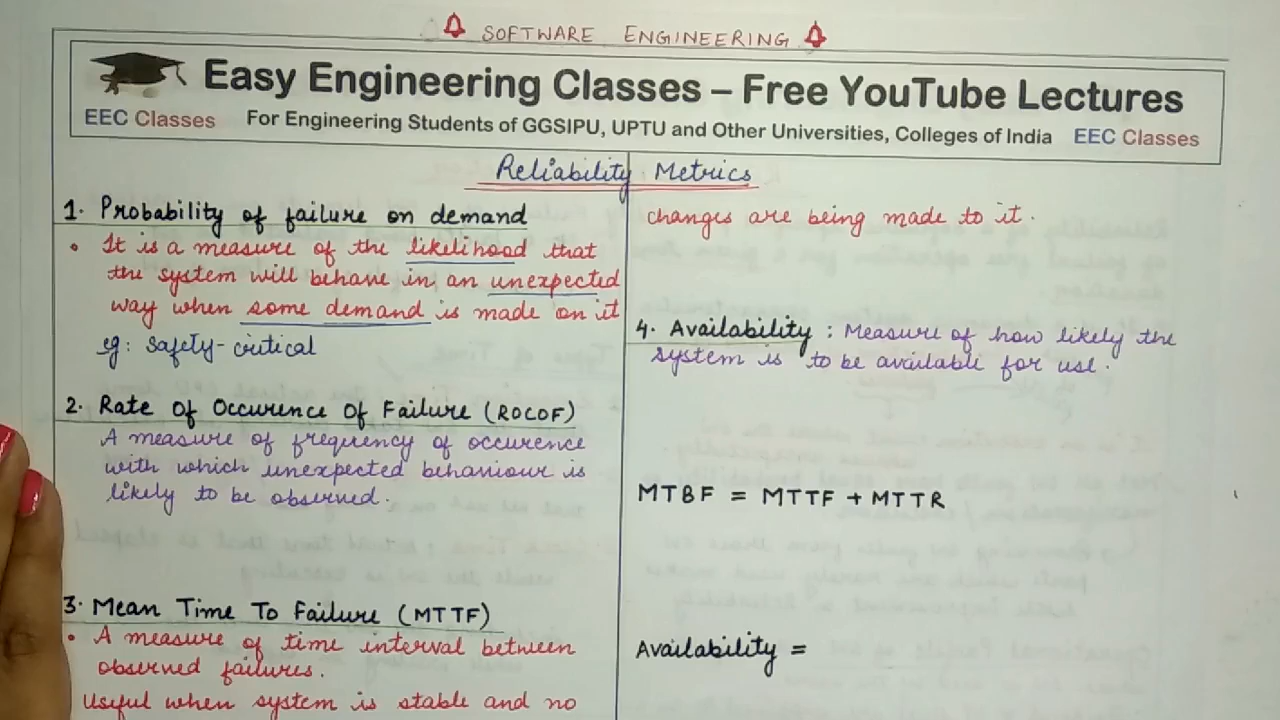 SOFTWARE ENGINEERING
Easy Engineering Classes – Free YouTube Lectures
EEC Classes For Engineering Students of GGSIPU, UPTU and Other Universities, Colleges of India EEC Classes
Reliability Metrics
1. Probability of failure on demand
• It is a measure of the likelihood that
the system will behave in an unexpected
way when some demand is made on it
eg: safety-critical
2. Rate Of Occurence Of Failure (ROCOF)
A measure of frequency of occurence
with which unexpected behaviour is
likely to be observed.
3. Mean Time To Failure (MTTF)
• A measure of time interval between
observed failures.
Useful when system is stable and no
changes are being made to it.
4. Availability : Measure of how likely the
system is to be available for use.
MTBF = MTTF + MTTR
Availability =